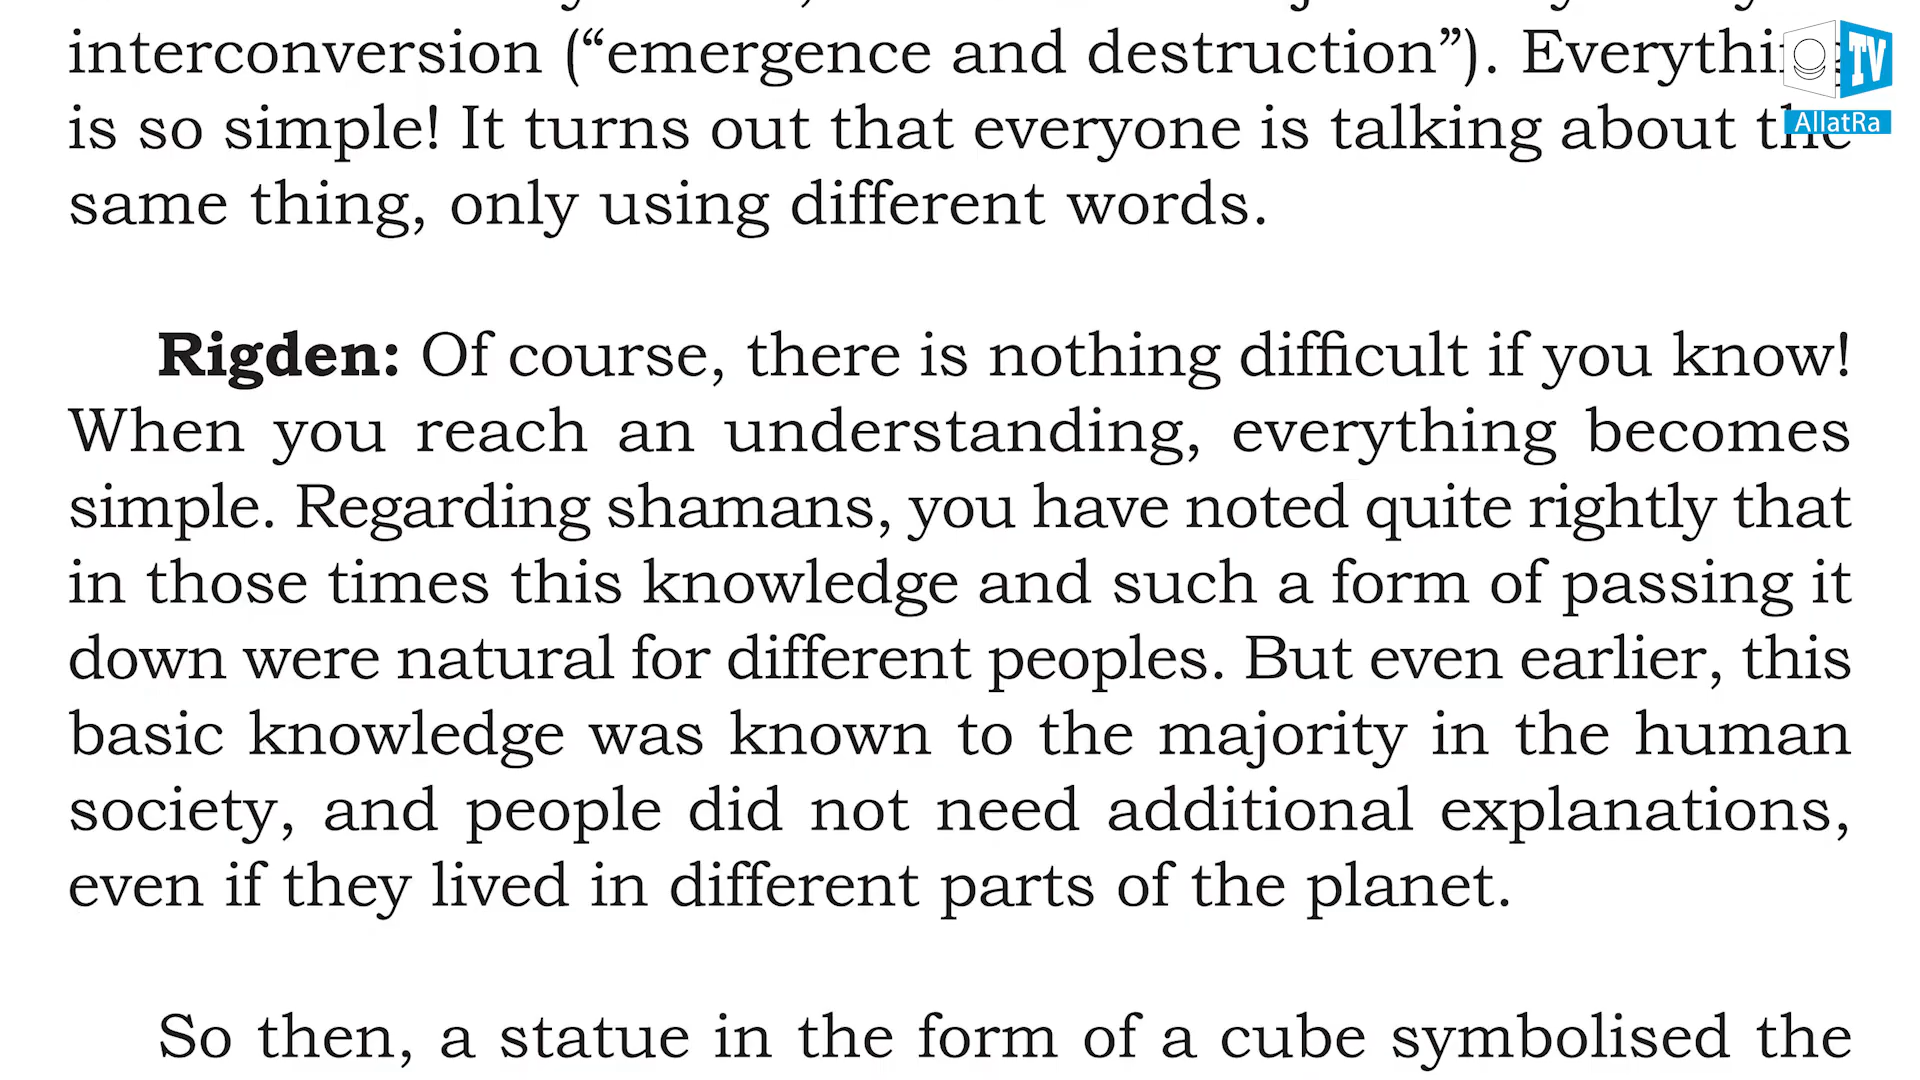 interconversion (“emergence and destruction”). Everything
is so simple! It turns out that everyone is talking about the
same thing, only using different words.
Rigden: Of course, there is nothing difficult if you know!
When you reach an understanding, everything becomes
simple. Regarding shamans, you have noted quite rightly that
in those times this knowledge and such a form of passing it
down were natural for different peoples. But even earlier, this
basic knowledge was known to the majority in the human
society, and people did not need additional explanations,
even if they lived in different parts of the planet.
So then, a statue in the form of a cube symbolised the
TV
AllatRa